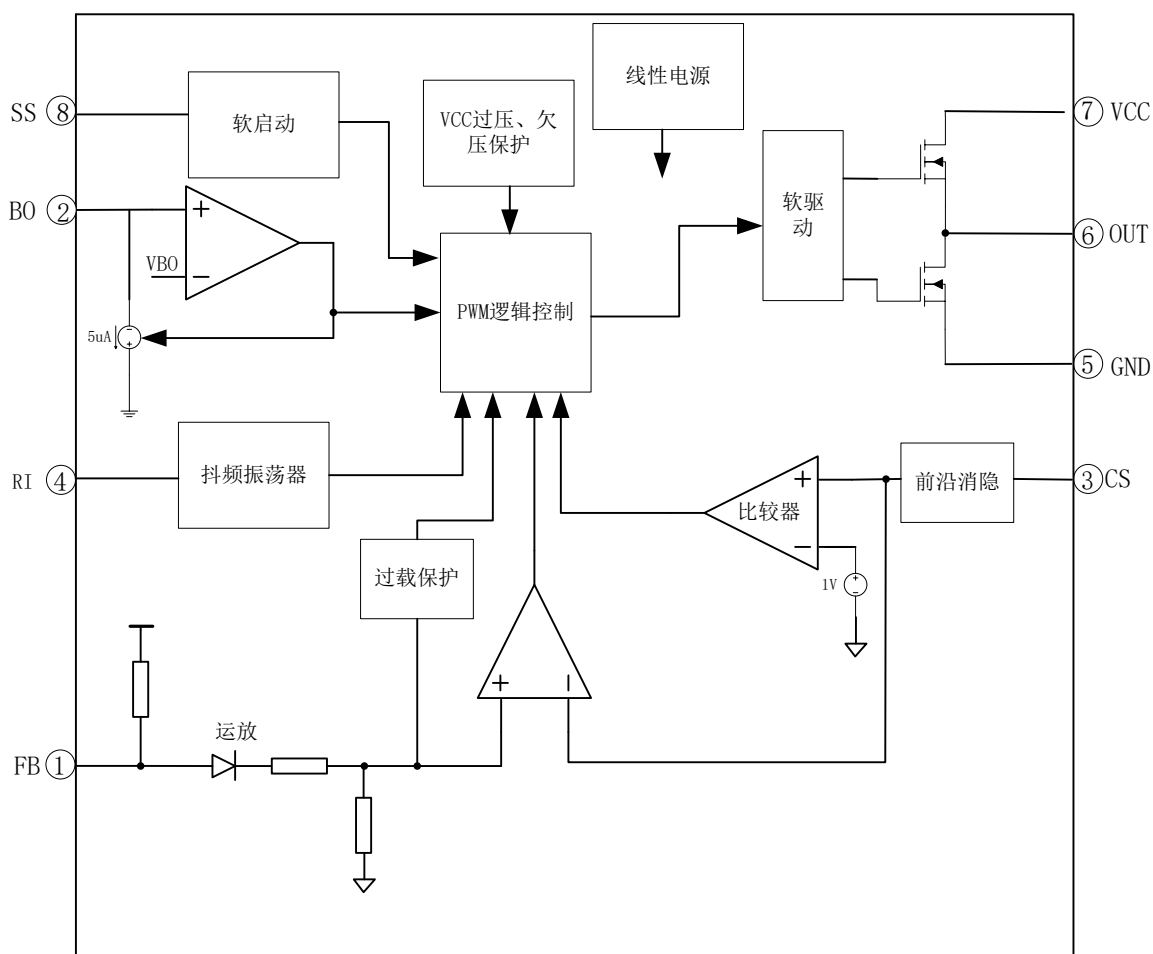 线性电源
SS ⑧
软启动
VCC过压、欠
压保护
⑦ VCC
BO ②
+
VBO
−
5uA
PWM逻辑控制
软驱
动
⑥ OUT
⑤ GND
RI ④
抖频振荡器
过载保护
比较器
+
−
1V
前沿消隐
③CS
+
−
运放
FB ①